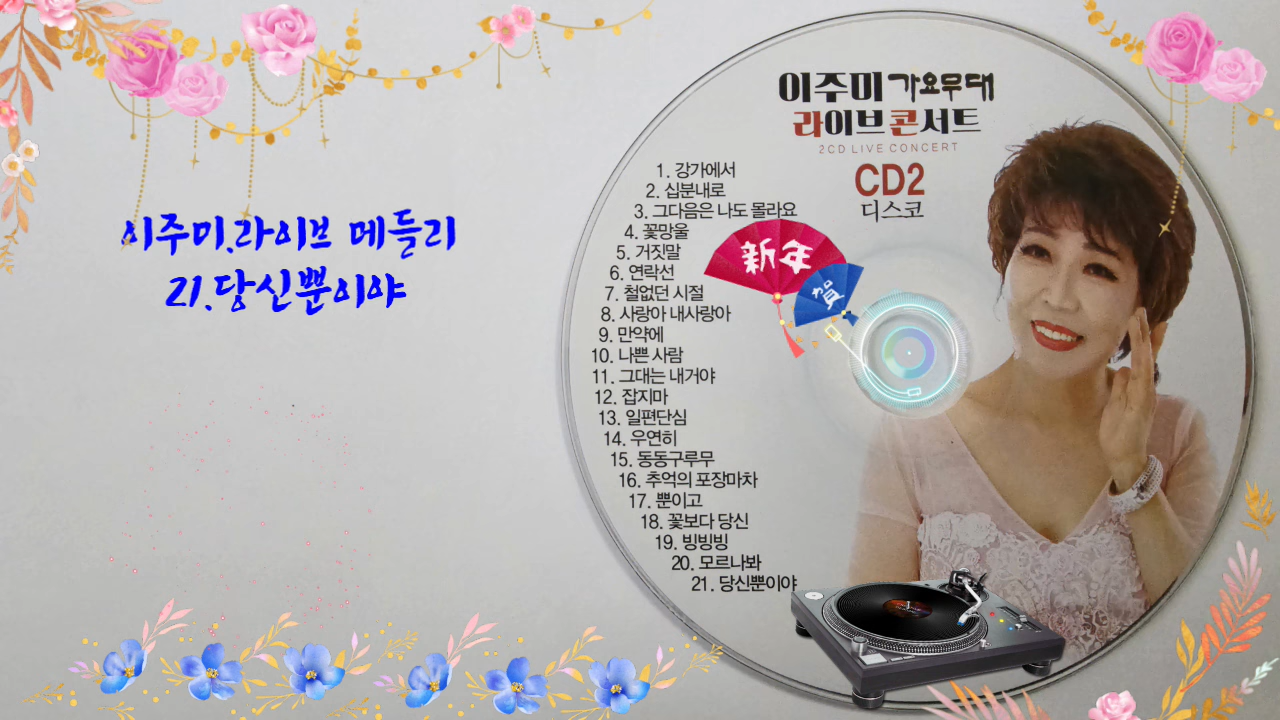 이주미.라이브 메들리
21.당신뿐이야
이주미 가요무대
라이브 콘서트
2CD LIVE CONCERT
CD2
디스코
1. 강가에서
2. 십분내로
3. 그다음은 나도 몰라요
4. 꽃망울
5. 거짓말
6. 연락선
7. 철없던 시절
8. 사랑아 내사랑아
9. 만약에
10. 나쁜 사람
11. 그대는 내거야
12. 잡지마
13. 일편단심
14. 우연히
15. 동동구루무
16. 추억의 포장마차
17. 뿐이고
18. 꽃보다 당신
19. 빙빙빙
20. 모르나봐
21. 당신뿐이야
新年
賀